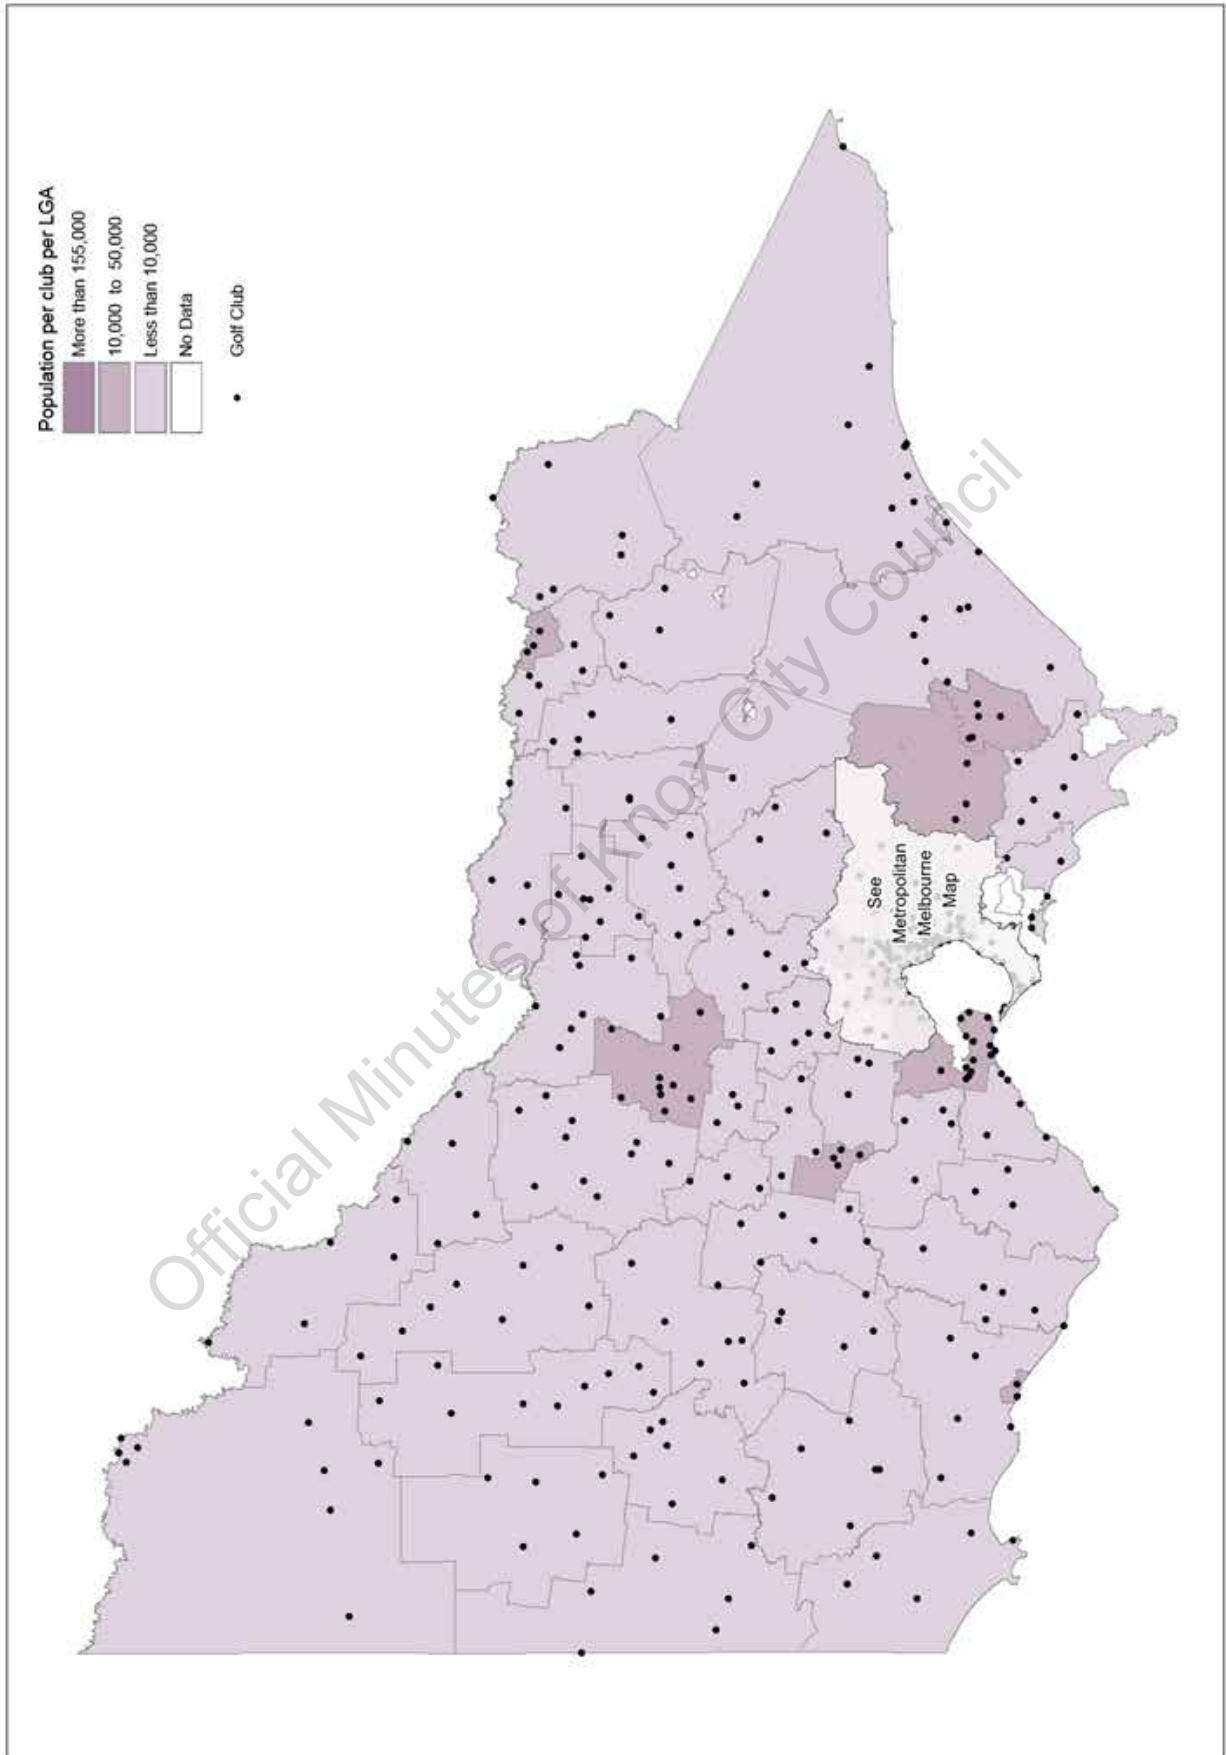 Population per club per LGA
More than 155,000
10,000 to 50,000
Less than 10,000
No Data
Golf Club
See
Metropolitan
Melbourne
Map
Official Minutes of Knox City Council